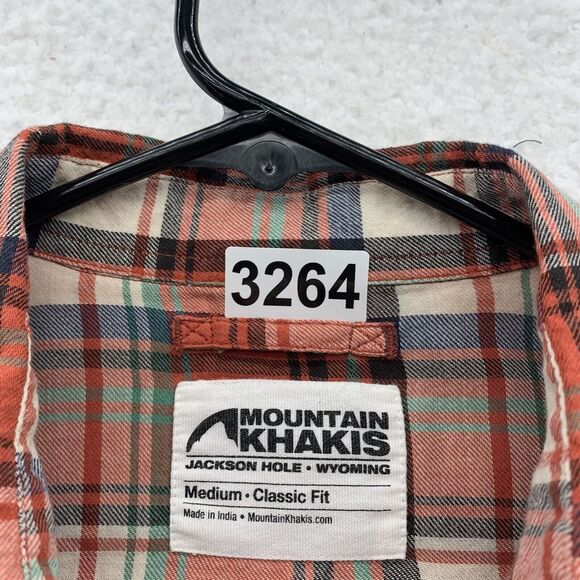 3264
MOUNTAIN
KHAKIS
JACKSON HOLE • WYOMING
Medium • Classic Fit
Made in India • MountainKhakis.com